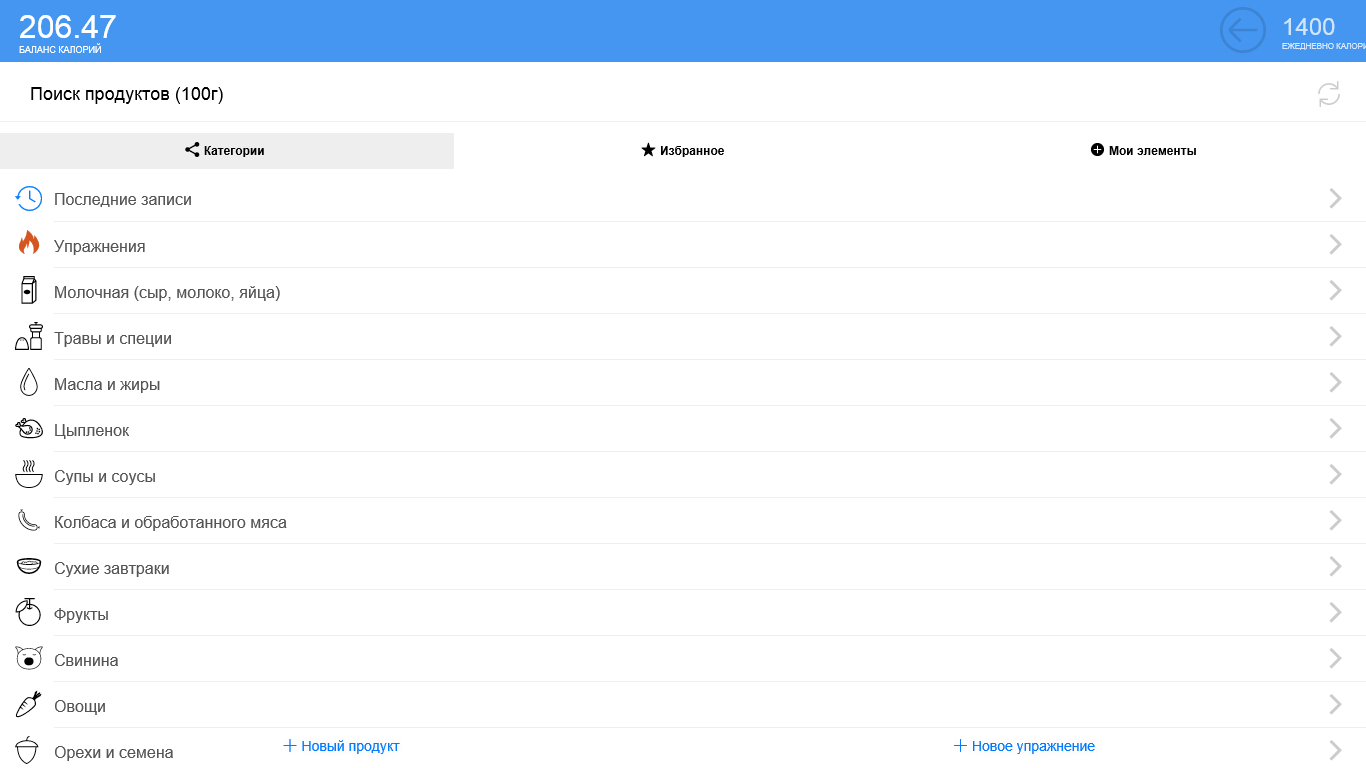 206.47
БАЛАНС КАЛОРИЙ
1400
ЕЖЕДНЕВНО КАЛОРИ
Поиск продуктов (100г)
Категории
Избранное
Мои элементы
Последние записи
Упражнения
Молочная (сыр, молоко, яйца)
Травы и специи
Масла и жиры
Цыпленок
Супы и соусы
Колбаса и обработанного мяса
Сухие завтраки
Фрукты
Свинина
Овощи
Орехи и семена
Новый продукт
Новое упражнение